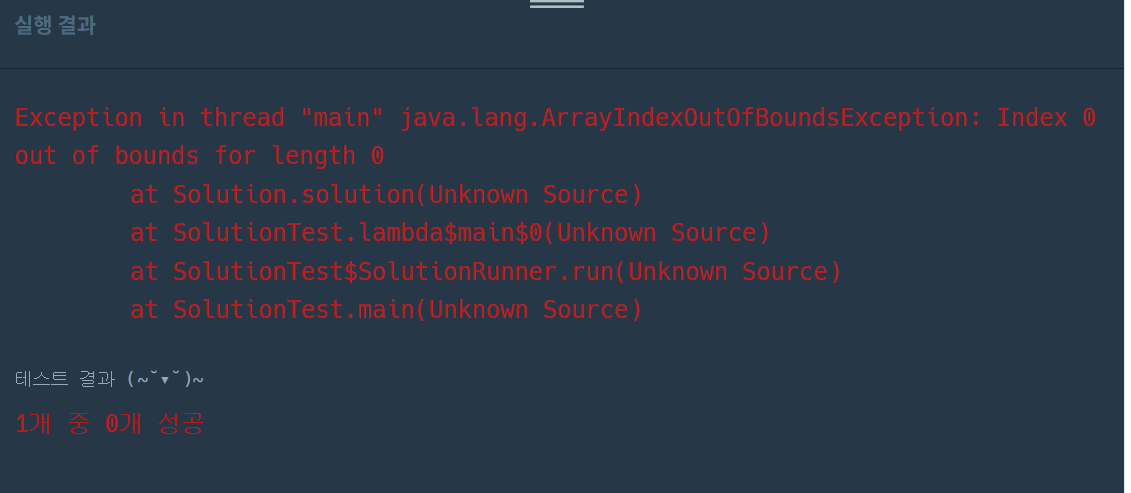 실행 결과
Exception in thread "main" java.lang.ArrayIndexOutOfBoundsException: Index 0
out of bounds for length 0
at Solution.solution(Unknown Source)
at SolutionTest.lambda$main$0(Unknown Source)
at SolutionTest$SolutionRunner.run(Unknown Source)
at SolutionTest.main(Unknown Source)
테스트 결과 (~˘▾˘)~
1개 중 0개 성공